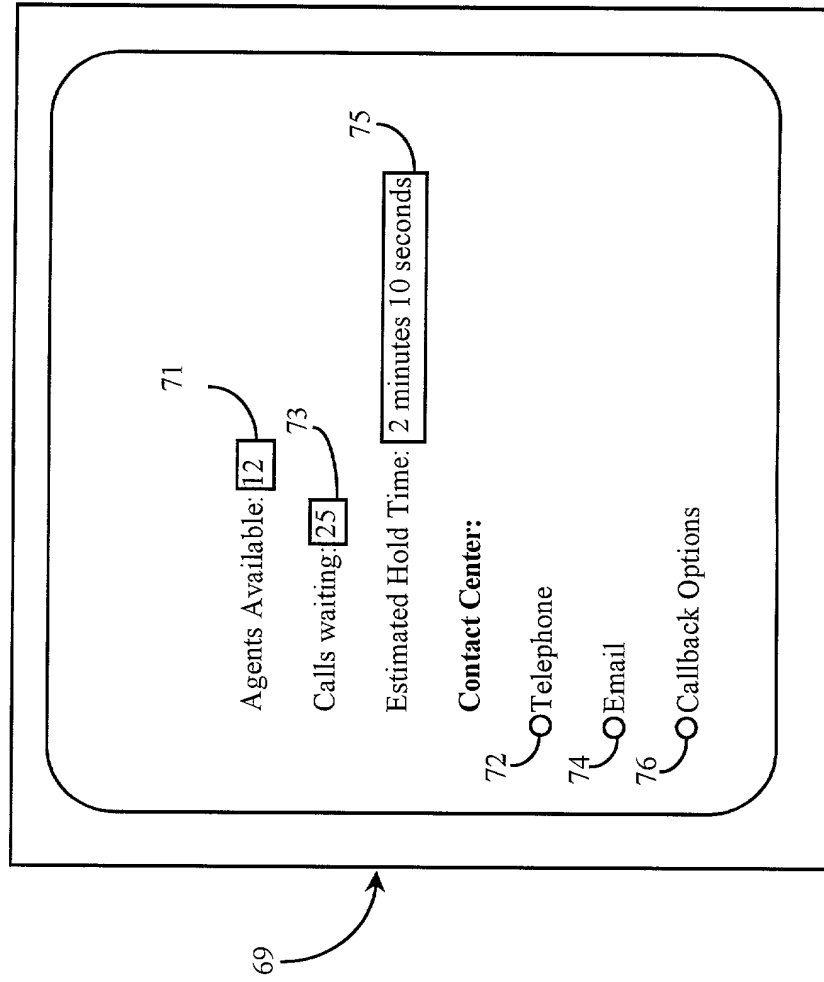 71
Agents Available: 12
73
Calls waiting: 25
75
Estimated Hold Time: 2 minutes 10 seconds
Contact Center:
72
Telephone
74
Email
76
Callback Options
69